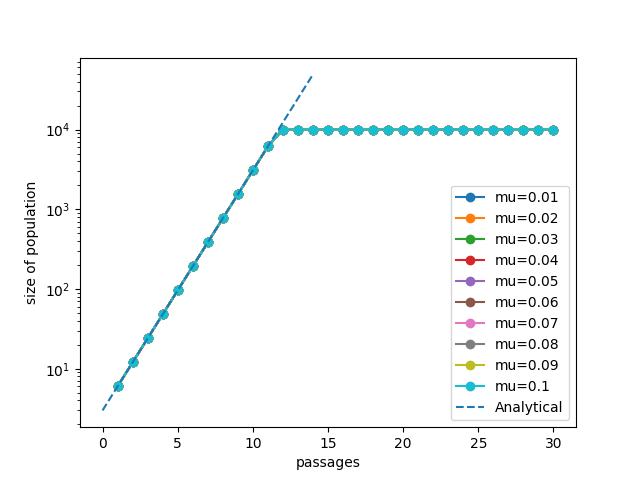 10^4
10^3
10^2
10^1
size of population
0 5 10 15 20 25 30
passages
mu=0.01
mu=0.02
mu=0.03
mu=0.04
mu=0.05
mu=0.06
mu=0.07
mu=0.08
mu=0.09
mu=0.1
Analytical